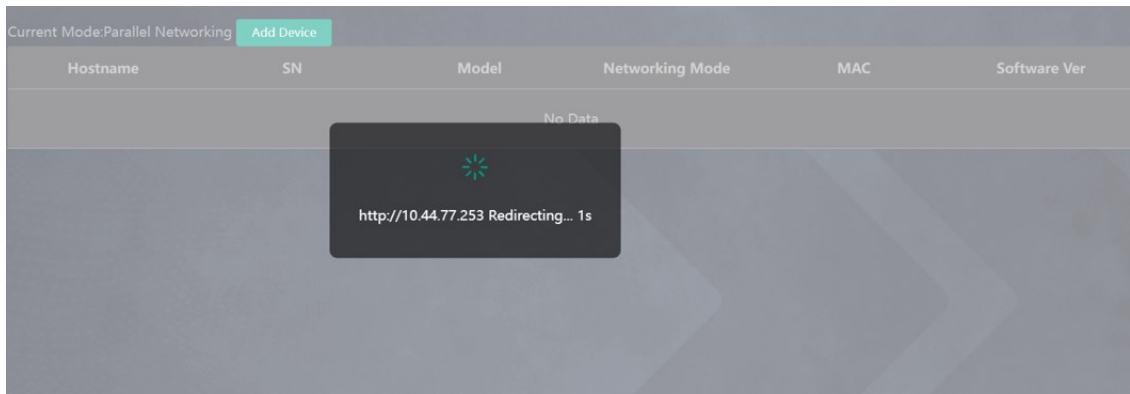 Current Mode:Parallel Networking Add Device
Hostname SN Model Networking Mode MAC Software Ver
No Data
http://10.44.77.253 Redirecting... 1s